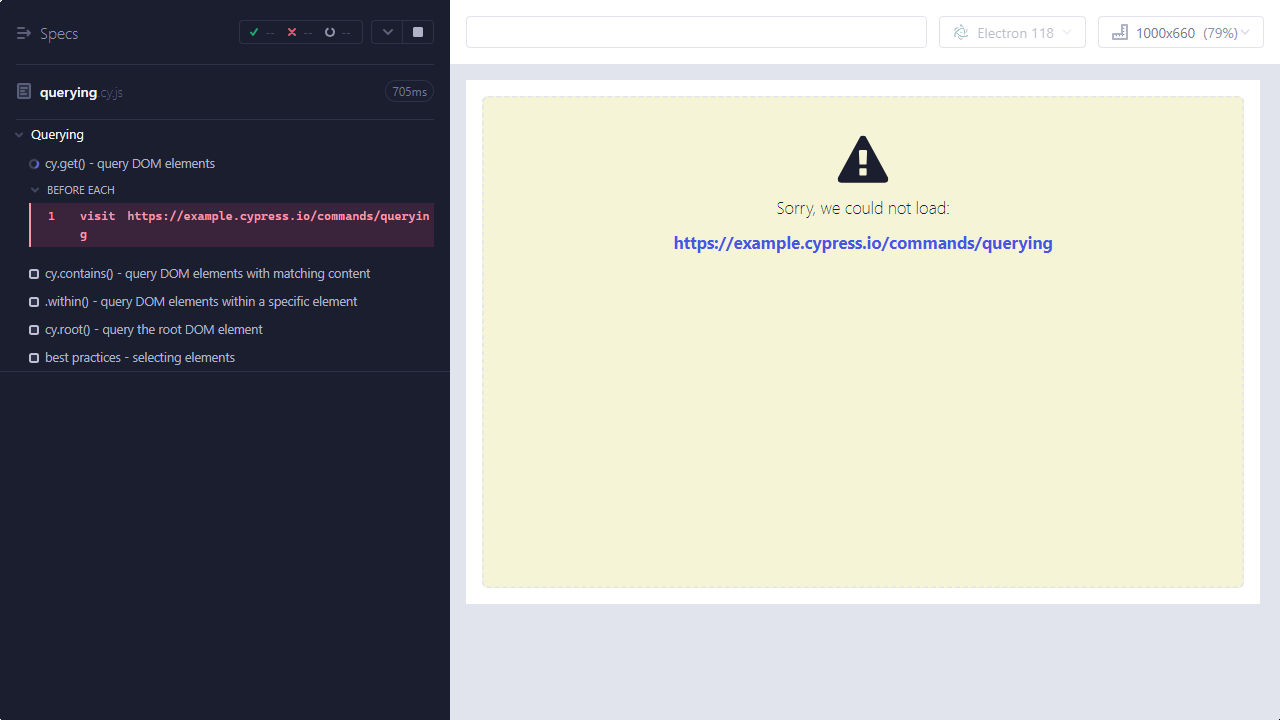 Specs
-- -- --
querying.cy.js
705ms
Querying
cy.get() - query DOM elements
BEFORE EACH
1 visit https://example.cypress.io/commands/queryin
g
cy.contains() - query DOM elements with matching content
.within() - query DOM elements within a specific element
cy.root() - query the root DOM element
best practices - selecting elements
Electron 118
1000x660 (79%)
Sorry, we could not load:
https://example.cypress.io/commands/querying